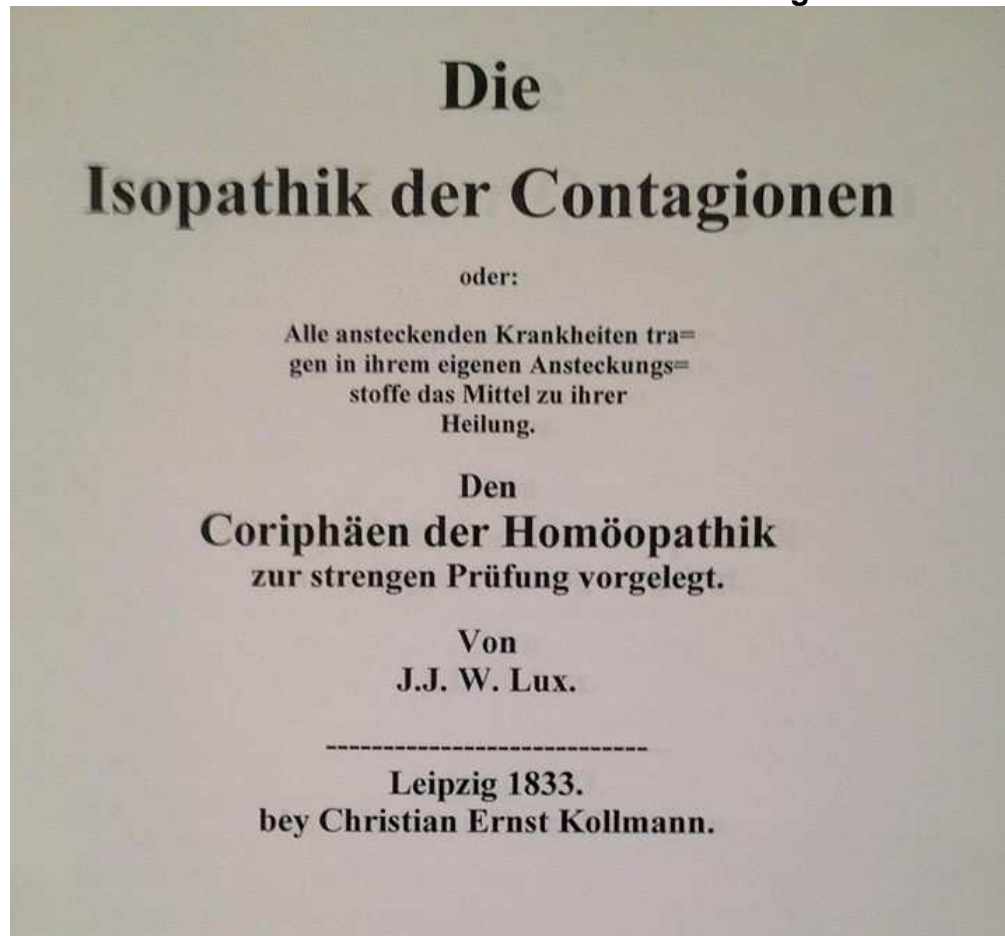 Die
Isopathik der Contagionen
oder:
Alle ansteckenden Krankheiten tra=
gen in ihrem eigenen Ansteckungs=
stoffe das Mittel zu ihrer
Heilung.
Den
Coriphäen der Homöopathik
zur strengen Prüfung vorgelegt.
Von
J.J. W. Lux.
----------------------------
Leipzig 1833.
bey Christian Ernst Kollmann.